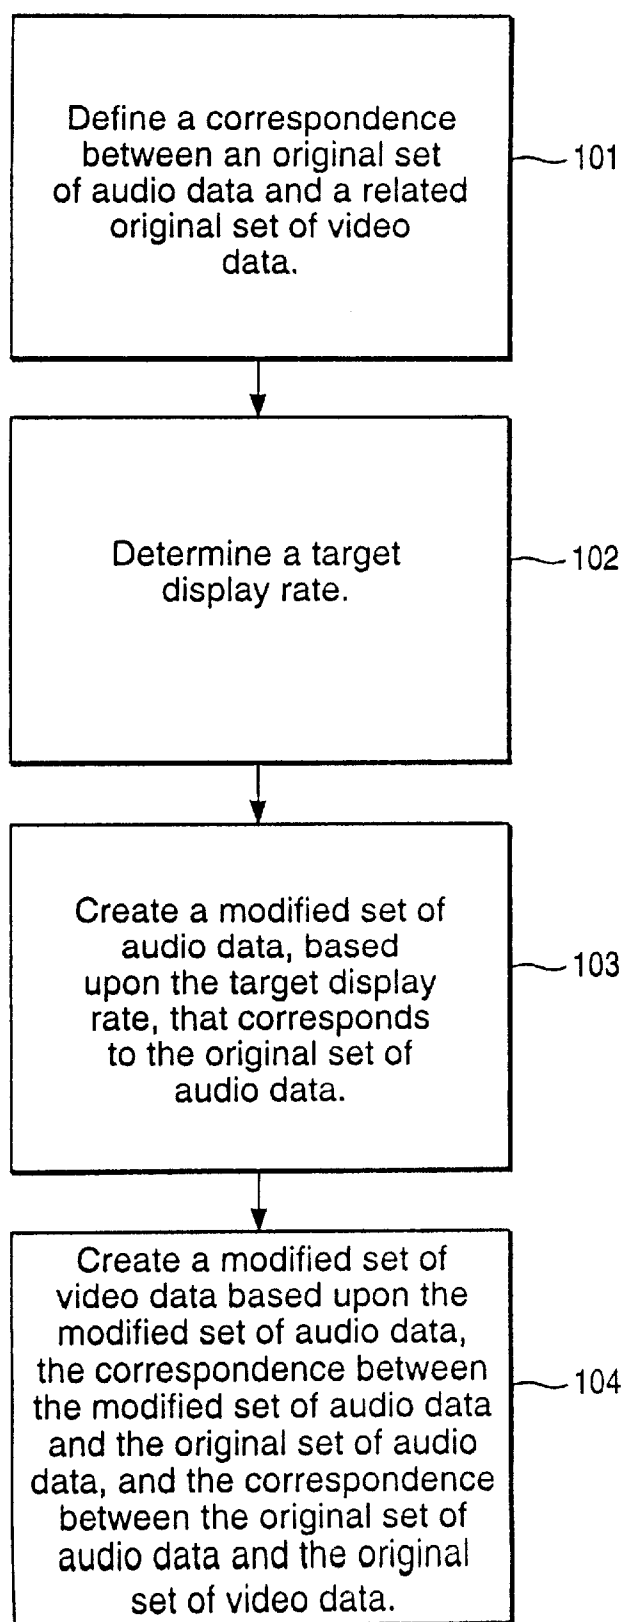 Define a correspondence
between an original set
of audio data and a related
original set of video
data.
101
Determine a target
display rate.
102
Create a modified set of
audio data, based
upon the target display
rate, that corresponds
to the original set of
audio data.
103
Create a modified set of
video data based upon the
modified set of audio data,
the correspondence between
the modified set of audio data
and the original set of audio
data, and the correspondence
between the original set of
audio data and the original
set of video data.
104